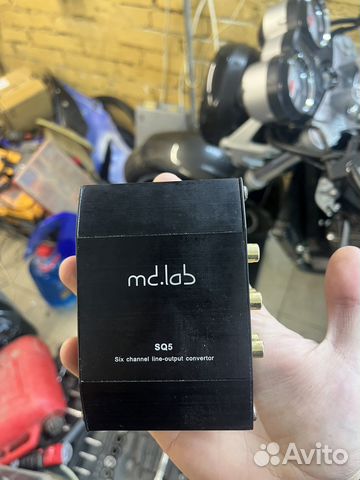 md.lab
SQ5
Six channel line-output convertor
Avito